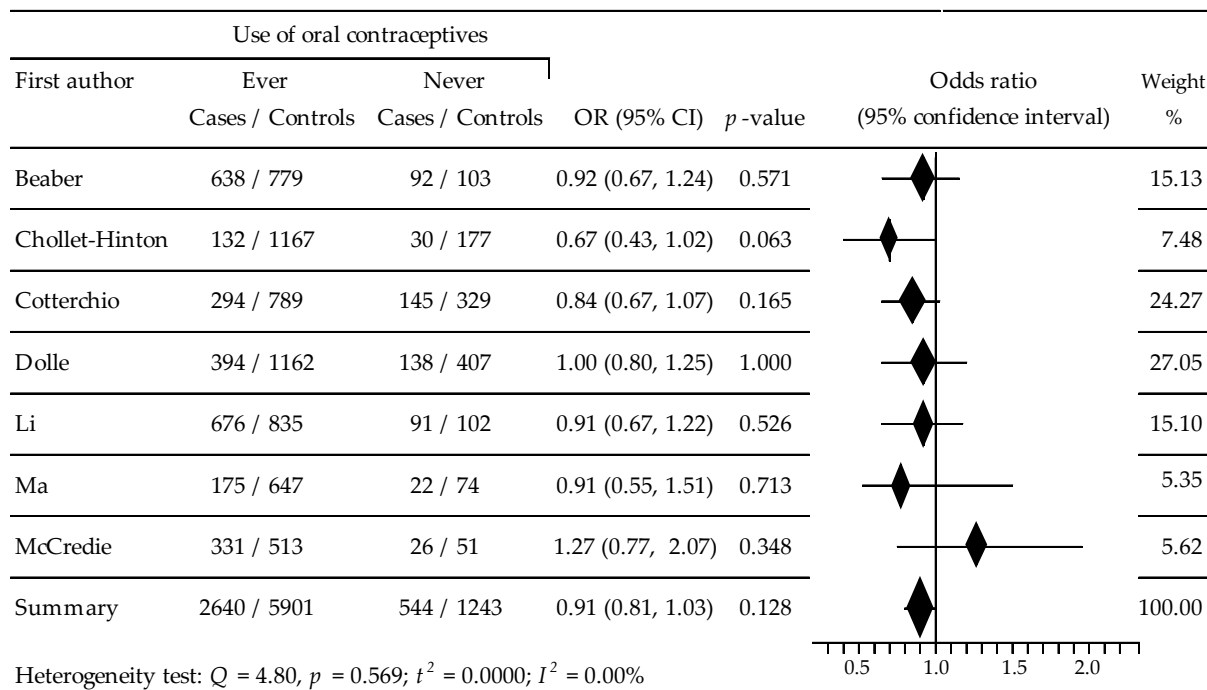 Use of oral contraceptives
First author Ever Never Odds ratio Weight
Cases / Controls Cases / Controls OR (95% CI) p-value (95% confidence interval) %
Beaber 638 / 779 92 / 103 0.92 (0.67, 1.24) 0.571 15.13
Chollet-Hinton 132 / 1167 30 / 177 0.67 (0.43, 1.02) 0.063 7.48
Cotterchio 294 / 789 145 / 329 0.84 (0.67, 1.07) 0.165 24.27
Dolle 394 / 1162 138 / 407 1.00 (0.80, 1.25) 1.000 27.05
Li 676 / 835 91 / 102 0.91 (0.67, 1.22) 0.526 15.10
Ma 175 / 647 22 / 74 0.91 (0.55, 1.51) 0.713 5.35
McCredie 331 / 513 26 / 51 1.27 (0.77, 2.07) 0.348 5.62
Summary 2640 / 5901 544 / 1243 0.91 (0.81, 1.03) 0.128 100.00
0.5 1.0 1.5 2.0
Heterogeneity test: Q = 4.80, p = 0.569; t² = 0.0000; I² = 0.00%